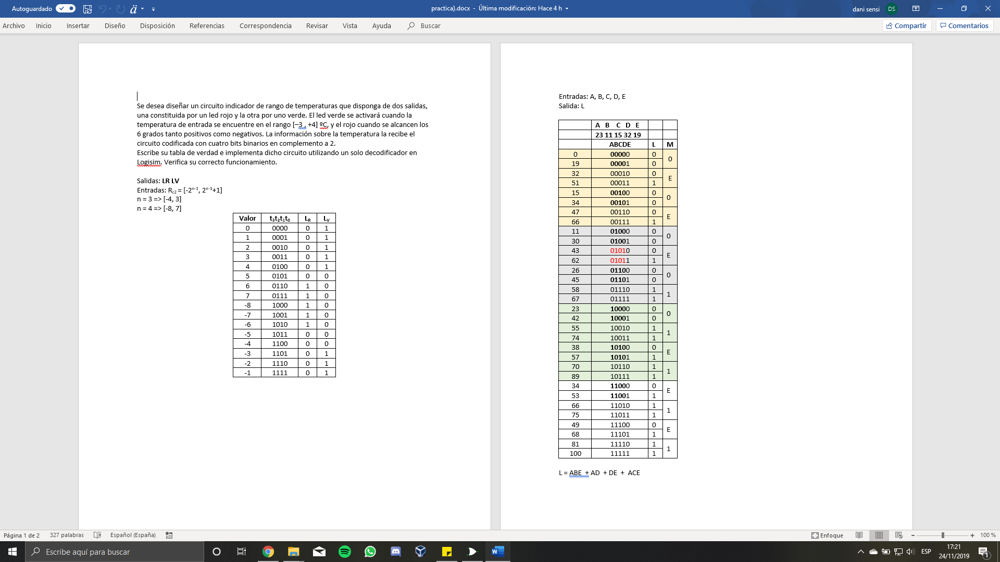 Autoguardado
practica).docx - Última modificación: Hace 4 h
dani sensi DS
Archivo Inicio Insertar Diseño Disposición Referencias Correspondencia Revisar Vista Ayuda Buscar
Compartir Comentarios
Se desea diseñar un circuito indicador de rango de temperaturas que disponga de dos salidas,
una constituida por un led rojo y la otra por uno verde. El led verde se activará cuando la
temperatura de entrada se encuentre en el rango [−3 , +4] ºC, y el rojo cuando se alcancen los
6 grados tanto positivos como negativos. La información sobre la temperatura la recibe el
circuito codificada con cuatro bits binarios en complemento a 2.
Escribe su tabla de verdad e implementa dicho circuito utilizando un solo decodificador en
Logisim. Verifica su correcto funcionamiento.
Salidas: LR LV
Entradas: Rc2 = [-2ⁿ⁻¹, 2ⁿ⁻¹+1]
n = 3 => [-4, 3]
n = 4 => [-8, 7]
Valor t₃t₂t₁t₀ LR LV
0 0000 0 1
1 0001 0 1
2 0010 0 1
3 0011 0 1
4 0100 0 1
5 0101 0 0
6 0110 1 0
7 0111 1 0
-8 1000 1 0
-7 1001 1 0
-6 1010 1 0
-5 1011 0 0
-4 1100 0 0
-3 1101 0 1
-2 1110 0 1
-1 1111 0 1
Entradas: A, B, C, D, E
Salida: L
A B C D E
23 11 15 32 19
ABCDE L M
0 00000 0 0
19 00001 0
32 00010 0 E
51 00011 1
15 00100 0 0
34 00101 0
47 00110 0 E
66 00111 1
11 01000 0 0
30 01001 0
43 01010 0 E
62 01011 1
26 01100 0 0
45 01101 0
58 01110 1 1
67 01111 1
23 10000 0 0
42 10001 0
55 10010 1 1
74 10011 1
38 10100 0 E
57 10101 1
70 10110 1 1
89 10111 1
34 11000 0 E
53 11001 1
66 11010 1 1
75 11011 1
49 11100 0 E
68 11101 1
81 11110 1 1
100 11111 1
L = ABE + AD + DE + ACE
Página 1 de 2 327 palabras Español (España) Enfoque 100 %
Escribe aquí para buscar
ESP
17:21
24/11/2019
1